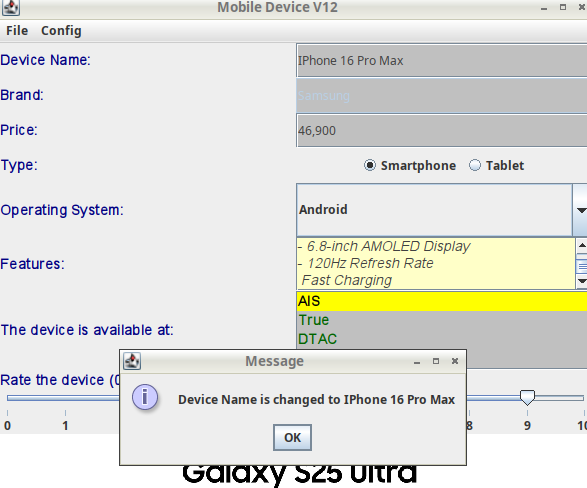 Mobile Device V12
File Config
Device Name: IPhone 16 Pro Max
Brand: Samsung
Price: 46,900
Type: Smartphone Tablet
Operating System: Android
Features: - 6.8-inch AMOLED Display
- 120Hz Refresh Rate
Fast Charging
The device is available at: AIS
True
DTAC
Message
Device Name is changed to IPhone 16 Pro Max
OK
Rate the device (0
0 1 8 9 10
Galaxy S25 Ultra